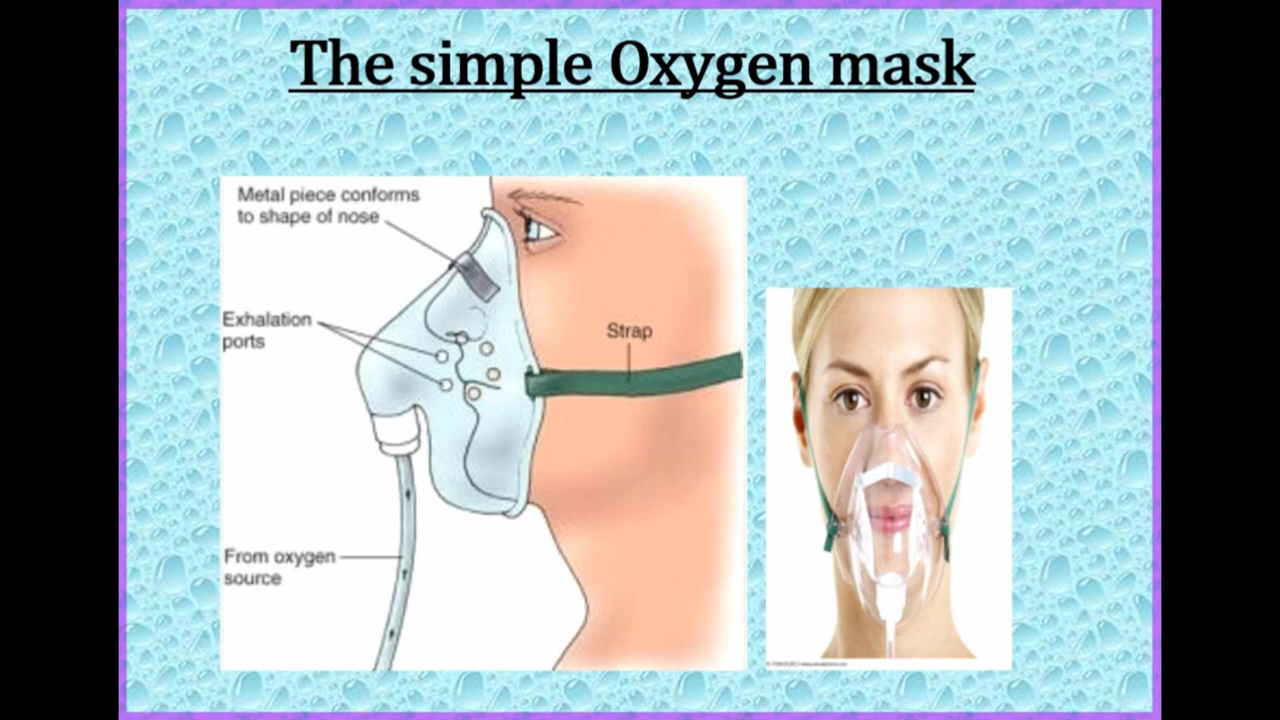 The simple Oxygen mask
Metal piece conforms
to shape of nose
Exhalation
ports
Strap
From oxygen
source